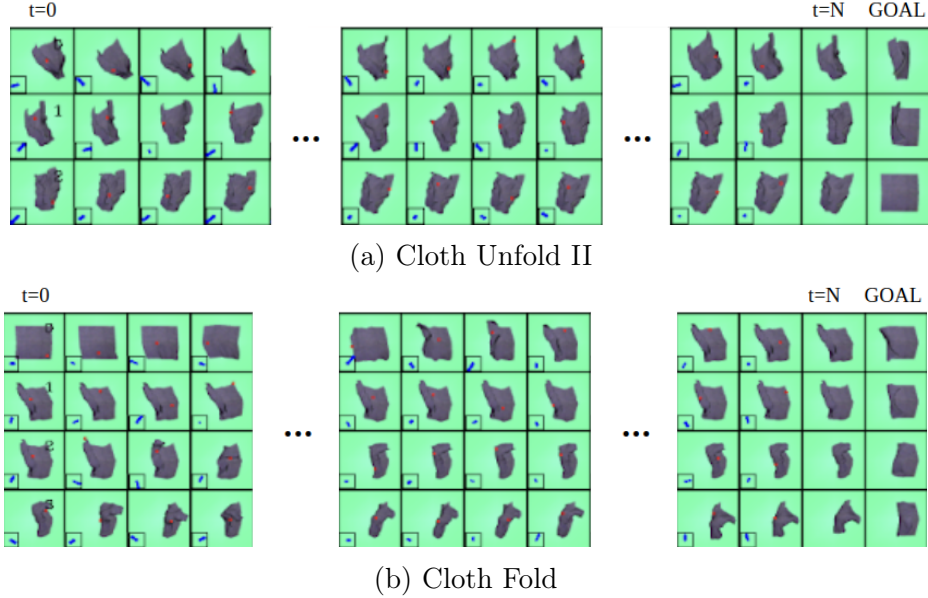 t=0 t=N GOAL
0
1
2
... ...
(a) Cloth Unfold II
t=0 t=N GOAL
0
1
2
3
... ...
(b) Cloth Fold